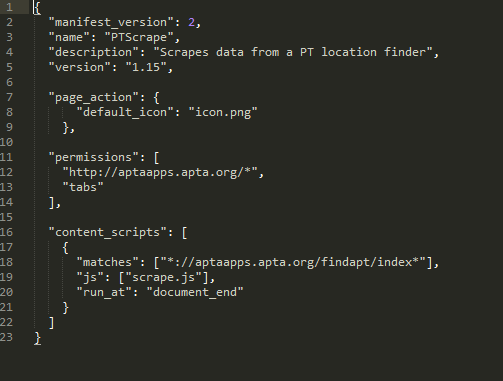 1 {
2 "manifest_version": 2,
3 "name": "PTScrape",
4 "description": "Scrapes data from a PT location finder",
5 "version": "1.15",
6
7 "page_action": {
8 "default_icon": "icon.png"
9 },
10
11 "permissions": [
12 "http://aptaapps.apta.org/*",
13 "tabs"
14 ],
15
16 "content_scripts": [
17 {
18 "matches": ["*://aptaapps.apta.org/findapt/index*"],
19 "js": ["scrape.js"],
20 "run_at": "document_end"
21 }
22 ]
23 }